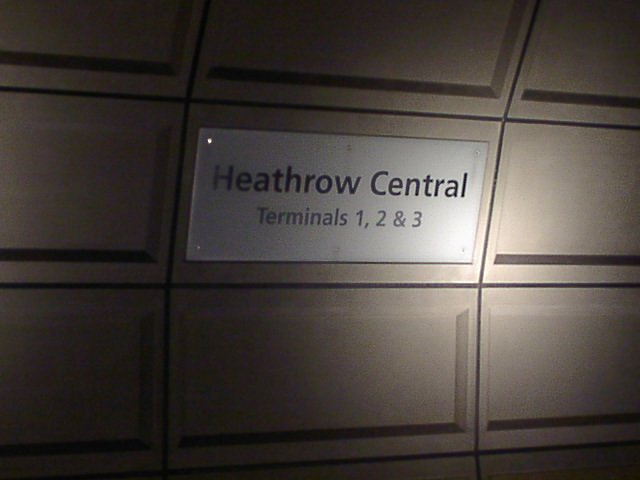 Heathrow Central
Terminals 1, 2 & 3